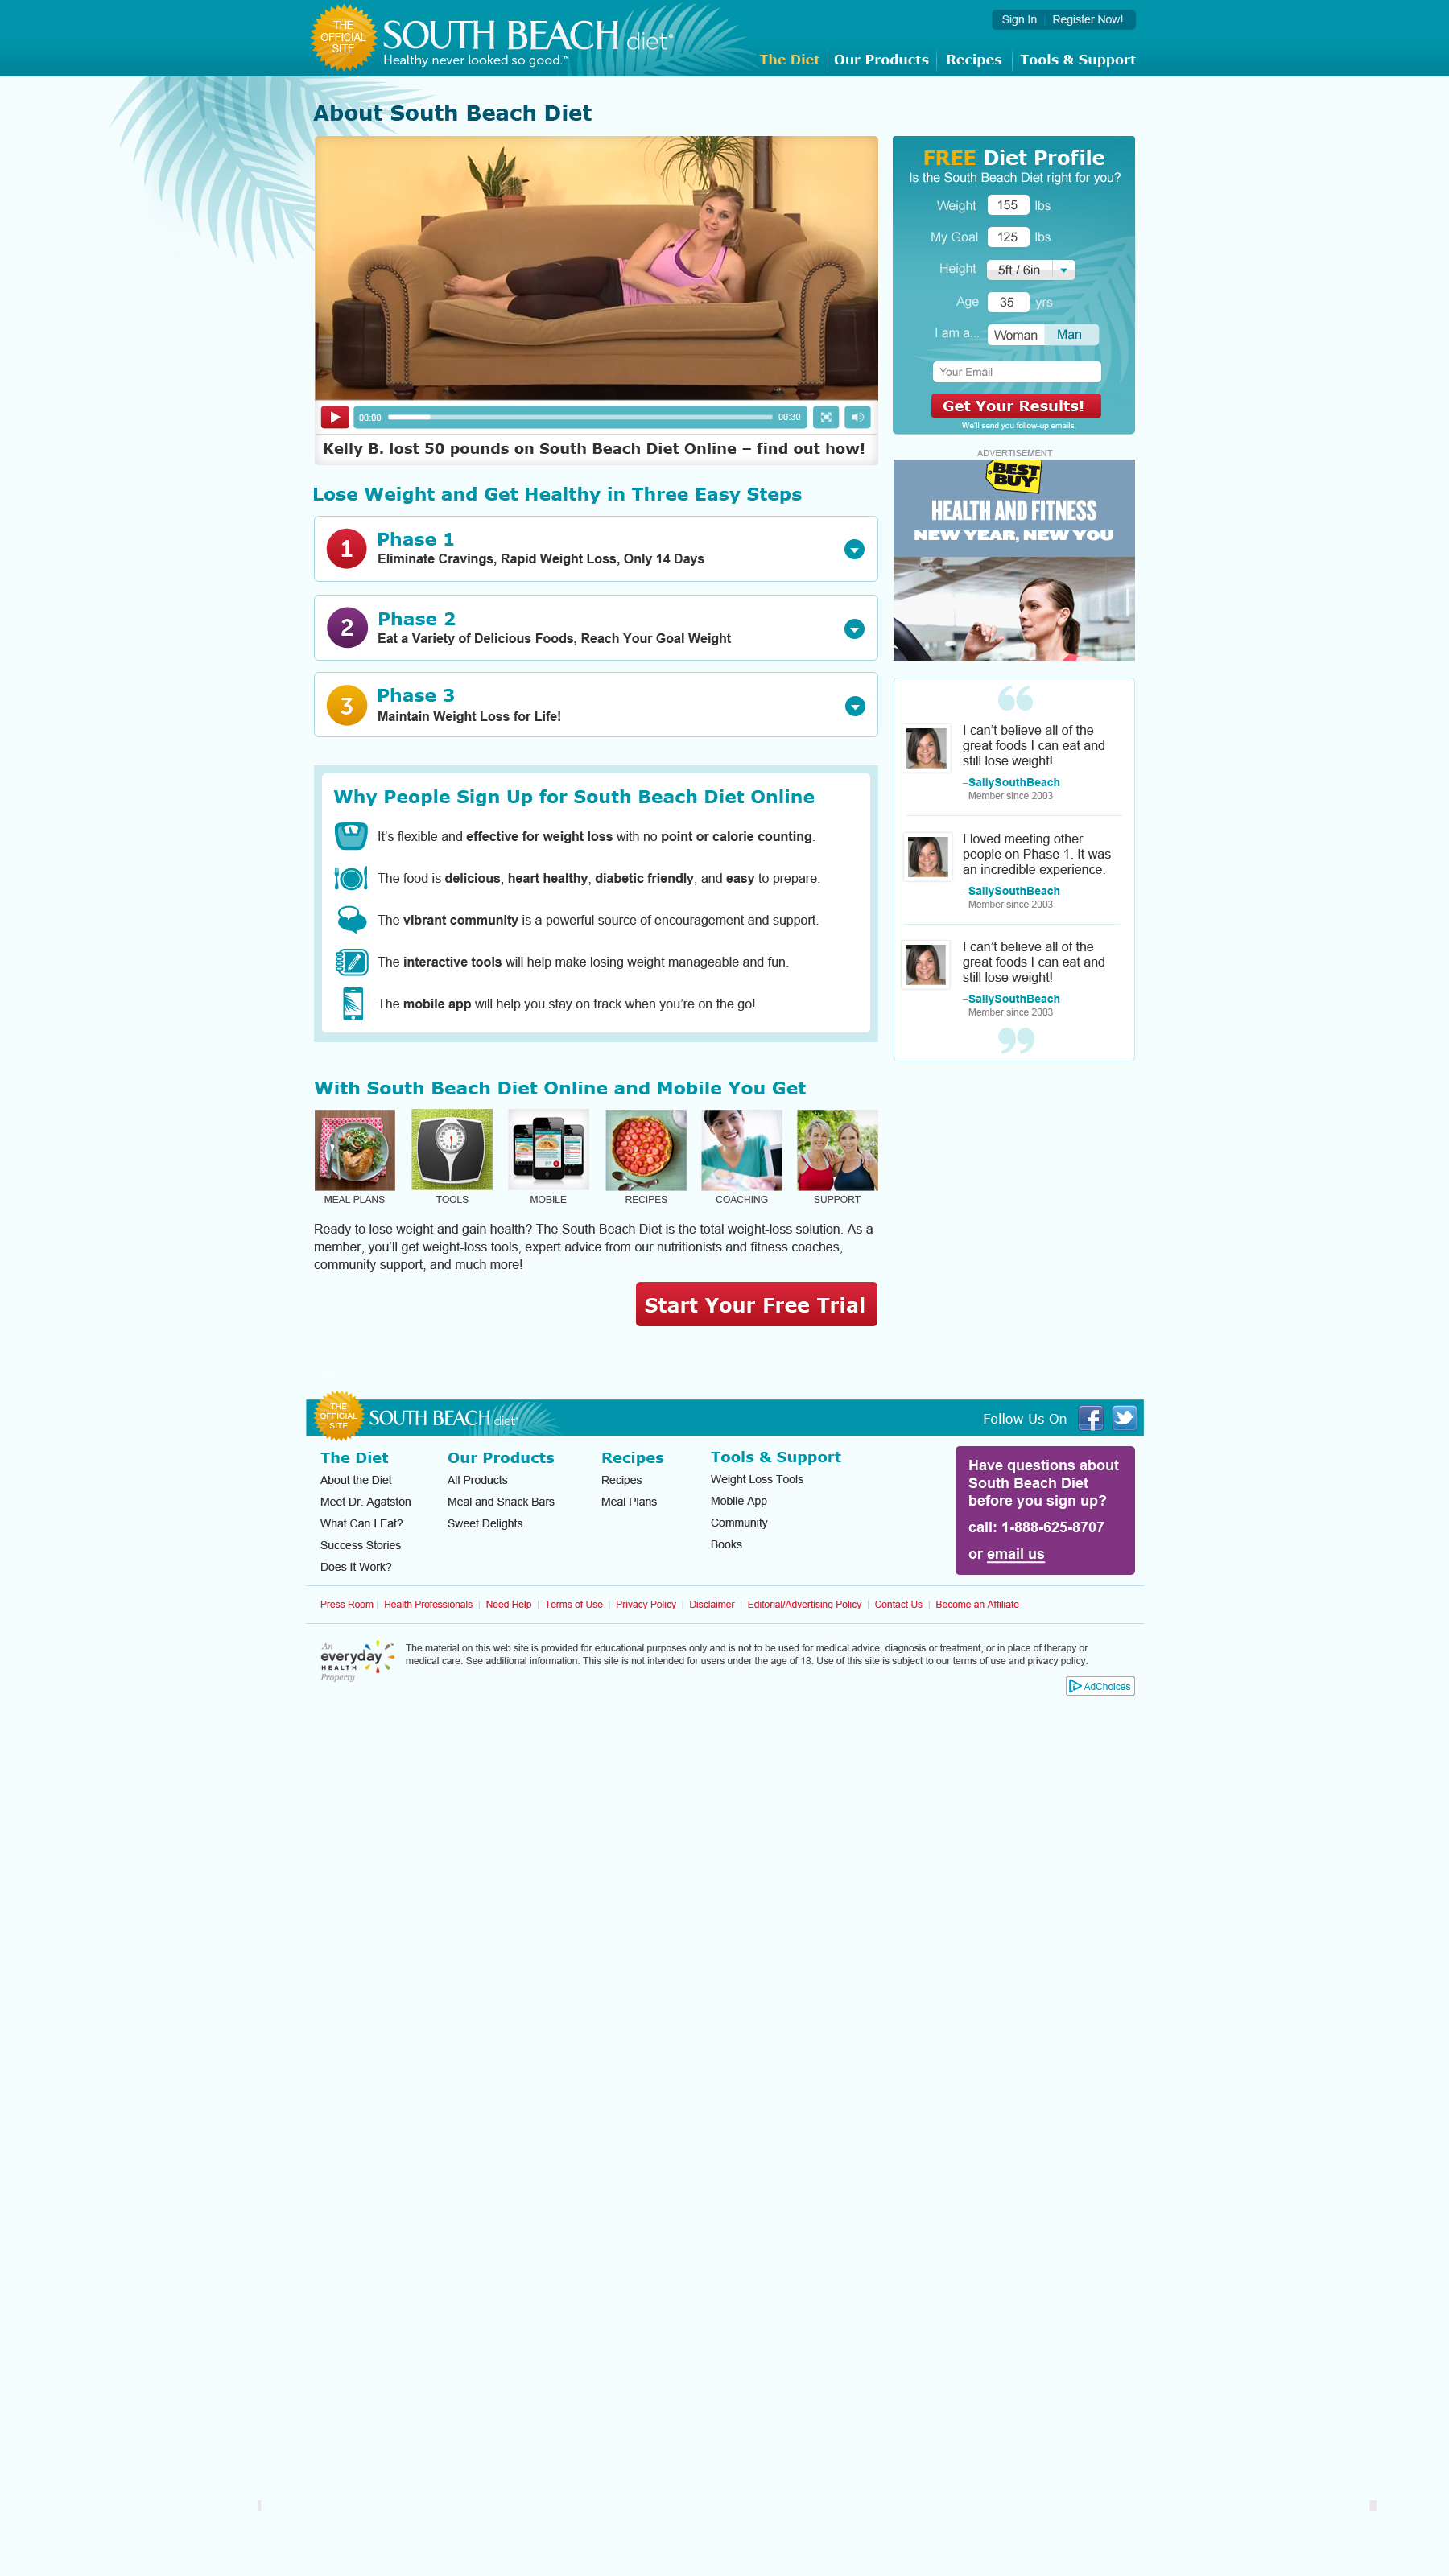 THE
OFFICIAL
SITE
SOUTH BEACH diet®
Healthy never looked so good.™
Sign In | Register Now!
The Diet | Our Products | Recipes | Tools & Support
About South Beach Diet
00:00 00:30
Kelly B. lost 50 pounds on South Beach Diet Online – find out how!
FREE Diet Profile
Is the South Beach Diet right for you?
Weight 155 lbs
My Goal 125 lbs
Height 5ft / 6in
Age 35 yrs
I am a... Woman Man
Your Email
Get Your Results!
We'll send you follow-up emails.
ADVERTISEMENT
BEST
BUY
HEALTH AND FITNESS
NEW YEAR, NEW YOU
Lose Weight and Get Healthy in Three Easy Steps
1 Phase 1
Eliminate Cravings, Rapid Weight Loss, Only 14 Days
2 Phase 2
Eat a Variety of Delicious Foods, Reach Your Goal Weight
3 Phase 3
Maintain Weight Loss for Life!
“
I can’t believe all of the
great foods I can eat and
still lose weight!
–SallySouthBeach
Member since 2003
I loved meeting other
people on Phase 1. It was
an incredible experience.
–SallySouthBeach
Member since 2003
I can’t believe all of the
great foods I can eat and
still lose weight!
–SallySouthBeach
Member since 2003
”
Why People Sign Up for South Beach Diet Online
It’s flexible and effective for weight loss with no point or calorie counting.
The food is delicious, heart healthy, diabetic friendly, and easy to prepare.
The vibrant community is a powerful source of encouragement and support.
The interactive tools will help make losing weight manageable and fun.
The mobile app will help you stay on track when you’re on the go!
With South Beach Diet Online and Mobile You Get
MEAL PLANS TOOLS MOBILE RECIPES COACHING SUPPORT
Ready to lose weight and gain health? The South Beach Diet is the total weight-loss solution. As a
member, you’ll get weight-loss tools, expert advice from our nutritionists and fitness coaches,
community support, and much more!
Start Your Free Trial
THE
OFFICIAL
SITE
SOUTH BEACH diet®
Follow Us On
The Diet
About the Diet
Meet Dr. Agatston
What Can I Eat?
Success Stories
Does It Work?
Our Products
All Products
Meal and Snack Bars
Sweet Delights
Recipes
Recipes
Meal Plans
Tools & Support
Weight Loss Tools
Mobile App
Community
Books
Have questions about
South Beach Diet
before you sign up?
call: 1-888-625-8707
or email us
Press Room | Health Professionals | Need Help | Terms of Use | Privacy Policy | Disclaimer | Editorial/Advertising Policy | Contact Us | Become an Affiliate
An
everyday
HEALTH
Property
The material on this web site is provided for educational purposes only and is not to be used for medical advice, diagnosis or treatment, or in place of therapy or
medical care. See additional information. This site is not intended for users under the age of 18. Use of this site is subject to our terms of use and privacy policy.
AdChoices